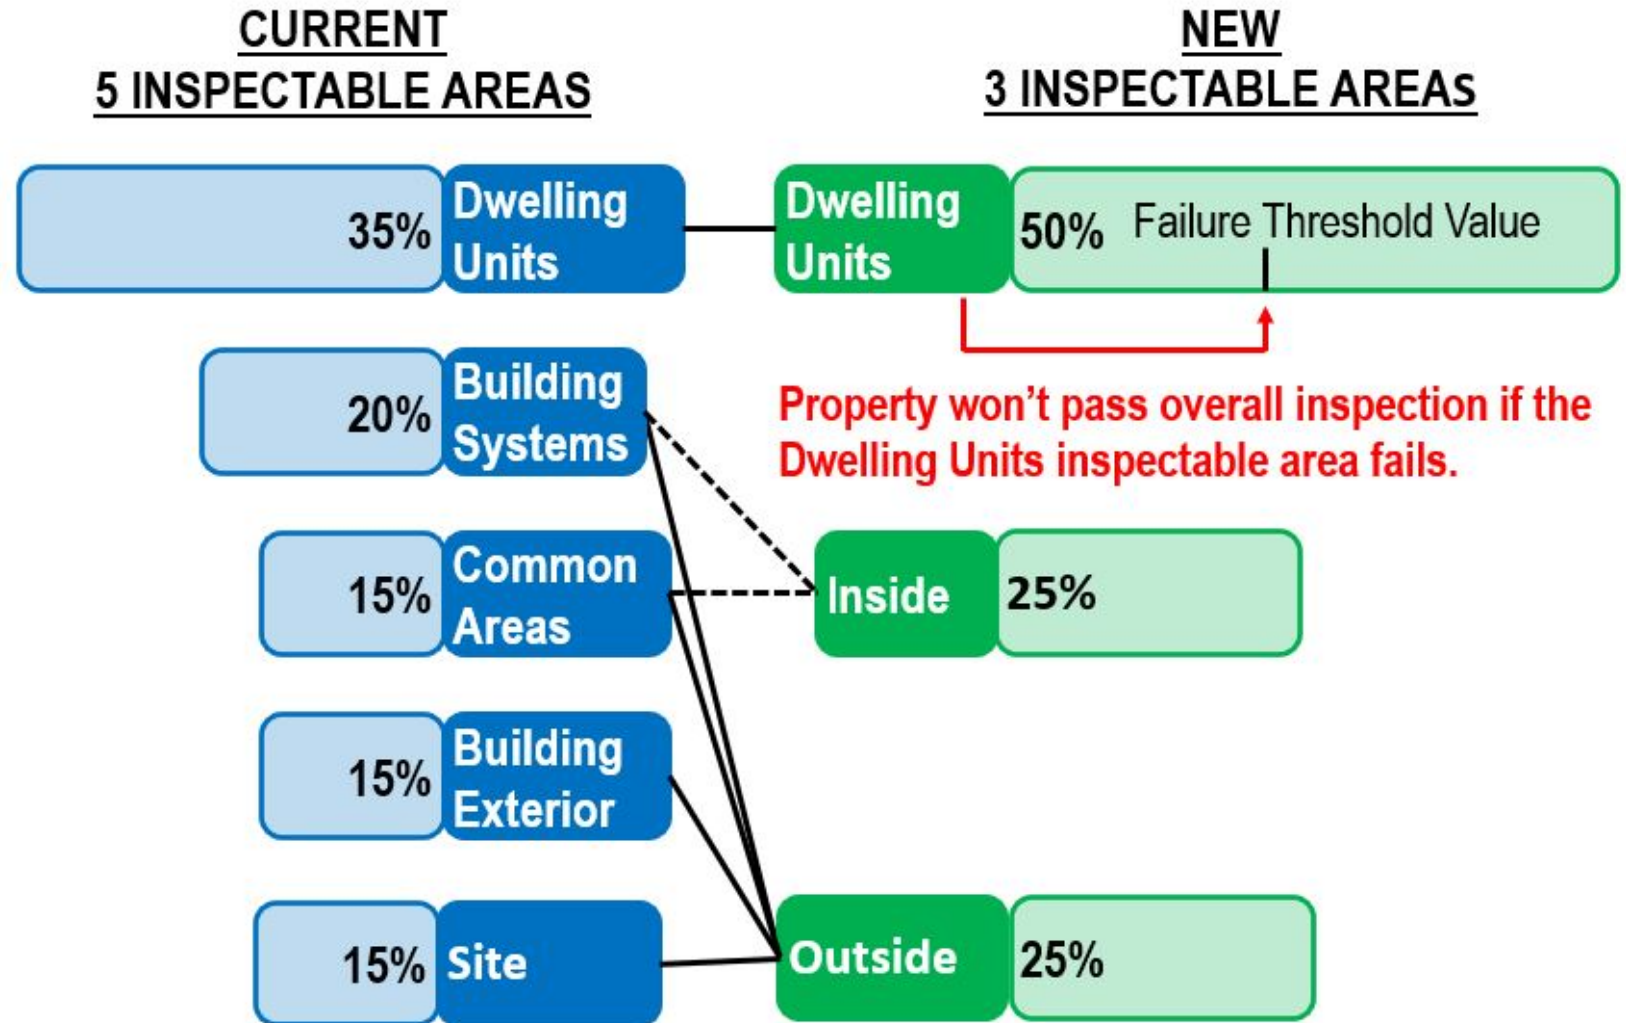 CURRENT
5 INSPECTABLE AREAS
NEW
3 INSPECTABLE AREAS
35%
Dwelling
Units
Dwelling
Units
50%
Failure Threshold Value
20%
Building
Systems
Property won't pass overall inspection if the
Dwelling Units inspectable area fails.
15%
Common
Areas
Inside
25%
15%
Building
Exterior
15%
Site
Outside
25%